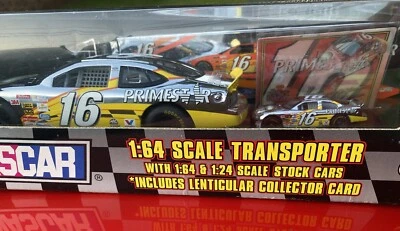 16
PRIMESTAR
16
PRIMESTAR
16
SCAR
1:64 SCALE TRANSPORTER
WITH 1:64 & 1:24 SCALE STOCK CARS
*INCLUDES LENTICULAR COLLECTOR CARD